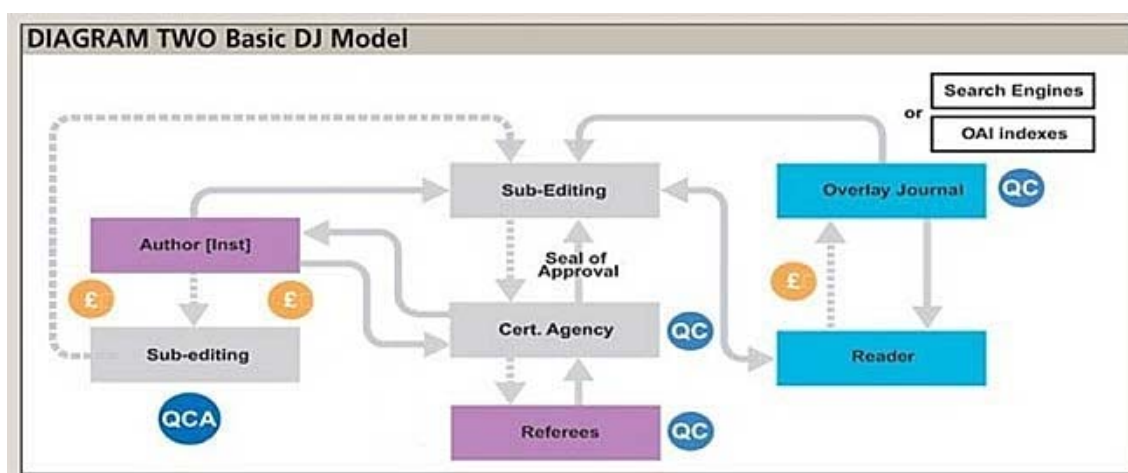 DIAGRAM TWO Basic DJ Model
Search Engines
or
OAI indexes
Sub-Editing
Overlay Journal
QC
Author [Inst]
Seal of
Approval
£
£
£
Cert. Agency
QC
Sub-editing
Reader
QCA
Referees
QC